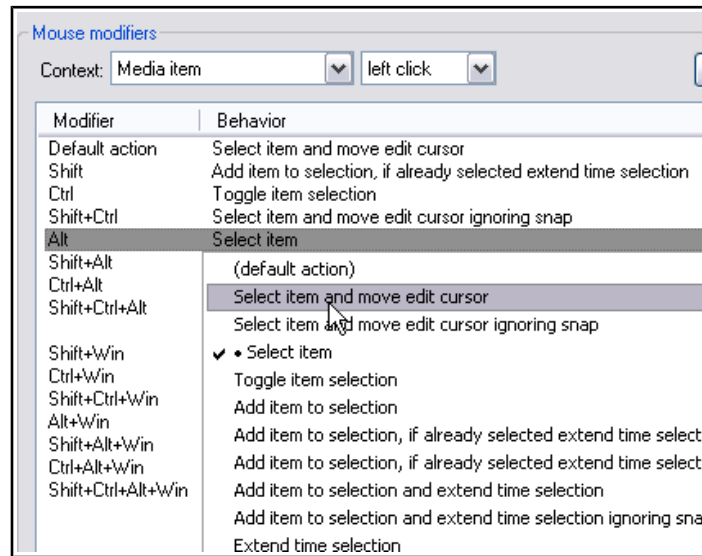 Mouse modifiers
Context: Media item left click
Modifier Behavior
Default action Select item and move edit cursor
Shift Add item to selection, if already selected extend time selection
Ctrl Toggle item selection
Shift+Ctrl Select item and move edit cursor ignoring snap
Alt Select item
Shift+Alt
Ctrl+Alt
Shift+Ctrl+Alt
Shift+Win
Ctrl+Win
Shift+Ctrl+Win
Alt+Win
Shift+Alt+Win
Ctrl+Alt+Win
Shift+Ctrl+Alt+Win
(default action)
Select item and move edit cursor
Select item and move edit cursor ignoring snap
✔ • Select item
Toggle item selection
Add item to selection
Add item to selection, if already selected extend time select
Add item to selection, if already selected extend time select
Add item to selection and extend time selection
Add item to selection and extend time selection ignoring sna
Extend time selection